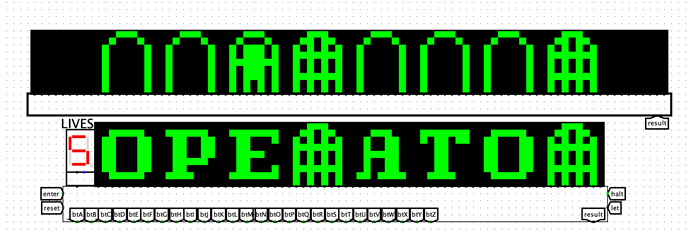 result
LIVES
5 OPE ATO
enter halt
reset let
btA btB btC btD btE btF btG btH btI btJ btK btL btM btN btO btP btQ btR btS btT btU btV btW btX btY btZ result